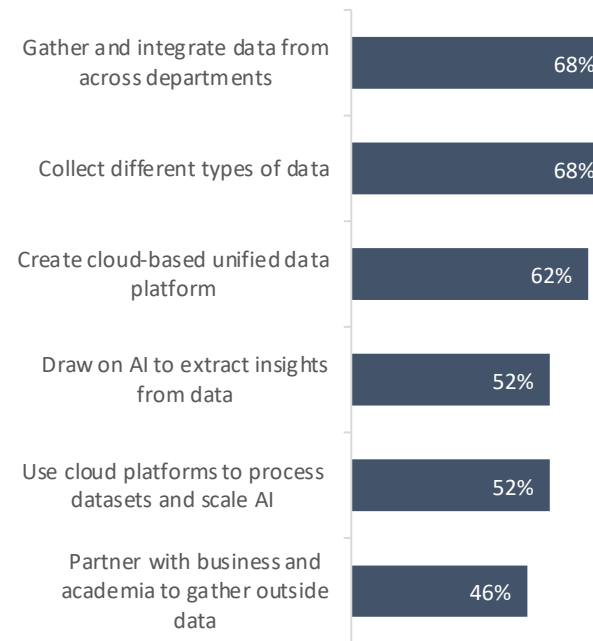 Gather and integrate data from
across departments
68%
Collect different types of data
68%
Create cloud-based unified data
platform
62%
Draw on AI to extract insights
from data
52%
Use cloud platforms to process
datasets and scale AI
52%
Partner with business and
academia to gather outside
data
46%